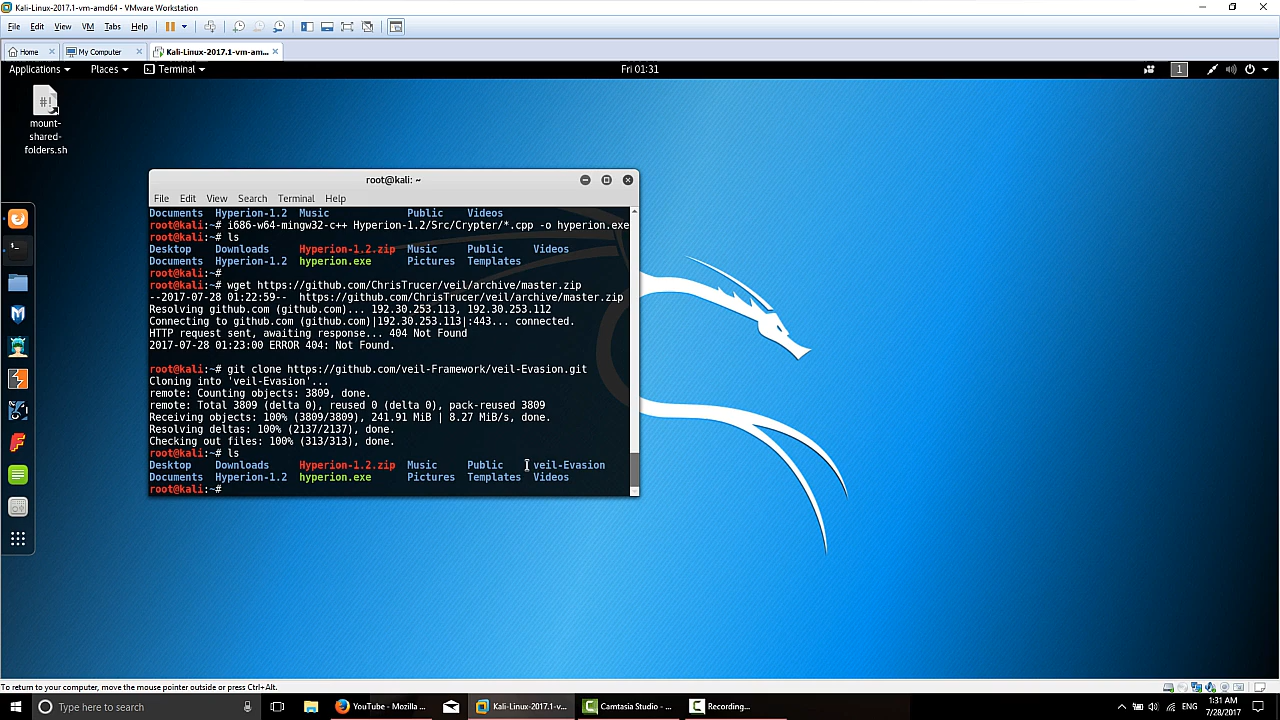 Kali-Linux-2017.1-vm-amd64 - VMware Workstation
File Edit View VM Tabs Help
Home My Computer Kali-Linux-2017.1-vm-am...
Applications Places Terminal Fri 01:31 1
#!
mount-
shared-
folders.sh
root@kali: ~
File Edit View Search Terminal Help
Documents Hyperion-1.2 Music Public Videos
root@kali:~# i686-w64-mingw32-c++ Hyperion-1.2/Src/Crypter/*.cpp -o hyperion.exe
root@kali:~# ls
Desktop Downloads Hyperion-1.2.zip Music Public Videos
Documents Hyperion-1.2 hyperion.exe Pictures Templates
root@kali:~#
root@kali:~# wget https://github.com/ChrisTrucer/veil/archive/master.zip
--2017-07-28 01:22:59-- https://github.com/ChrisTrucer/veil/archive/master.zip
Resolving github.com (github.com)... 192.30.253.113, 192.30.253.112
Connecting to github.com (github.com)|192.30.253.113|:443... connected.
HTTP request sent, awaiting response... 404 Not Found
2017-07-28 01:23:00 ERROR 404: Not Found.
root@kali:~# git clone https://github.com/veil-Framework/veil-Evasion.git
Cloning into 'veil-Evasion'...
remote: Counting objects: 3809, done.
remote: Total 3809 (delta 0), reused 0 (delta 0), pack-reused 3809
Receiving objects: 100% (3809/3809), 241.91 MiB | 8.27 MiB/s, done.
Resolving deltas: 100% (2137/2137), done.
Checking out files: 100% (313/313), done.
root@kali:~# ls
Desktop Downloads Hyperion-1.2.zip Music Public veil-Evasion
Documents Hyperion-1.2 hyperion.exe Pictures Templates Videos
root@kali:~#
To return to your computer, move the mouse pointer outside or press Ctrl+Alt.
Type here to search YouTube - Mozilla ... Kali-Linux-2017.1-v... Camtasia Studio - ... Recording... ENG 1:31 AM
7/28/2017